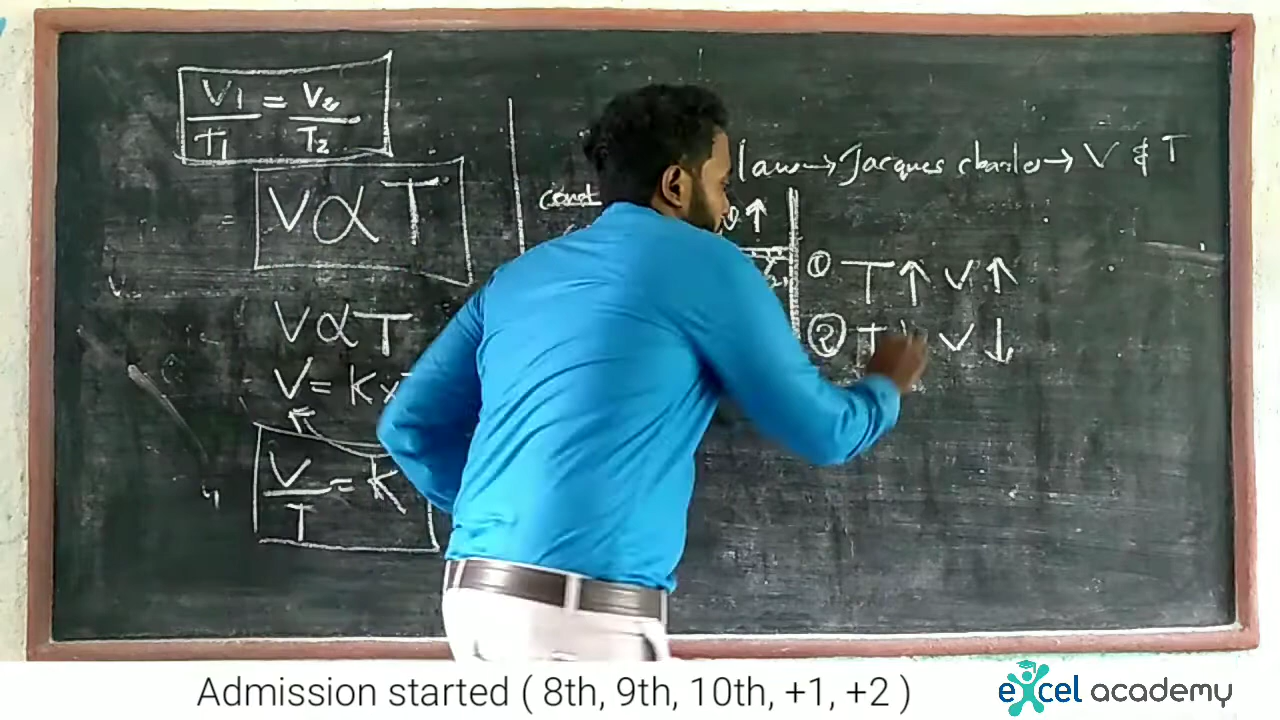 V1/T1 = V2/T2
V∝T
V∝T
V = K x
V/T = K
const
law → Jacques charles → V & T
① T↑ V↑
② T V↓
Admission started ( 8th, 9th, 10th, +1, +2 )
excel academy